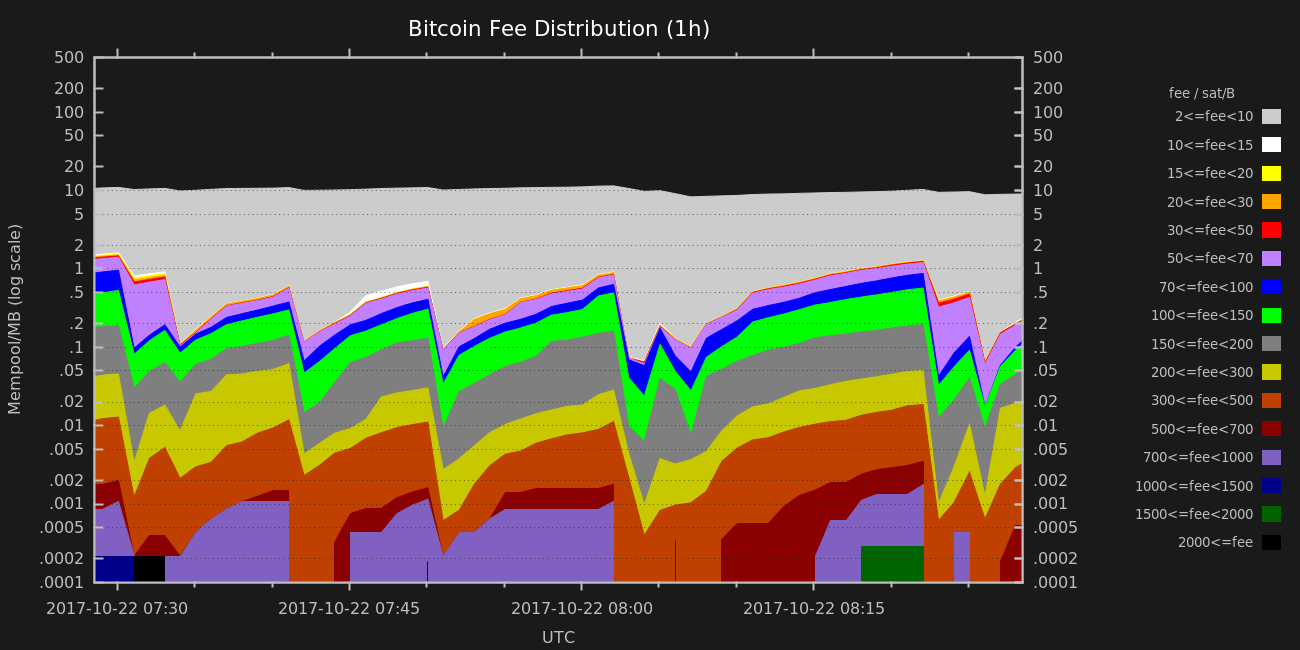 Bitcoin Fee Distribution (1h)
500
200
100
50
20
10
5
2
1
.5
.2
.1
.05
.02
.01
.005
.002
.001
.0005
.0002
.0001
Mempool/MB (log scale)
500
200
100
50
20
10
5
2
1
.5
.2
.1
.05
.02
.01
.005
.002
.001
.0005
.0002
.0001
2017-10-22 07:30
2017-10-22 07:45
2017-10-22 08:00
2017-10-22 08:15
UTC
fee / sat/B
2<=fee<10
10<=fee<15
15<=fee<20
20<=fee<30
30<=fee<50
50<=fee<70
70<=fee<100
100<=fee<150
150<=fee<200
200<=fee<300
300<=fee<500
500<=fee<700
700<=fee<1000
1000<=fee<1500
1500<=fee<2000
2000<=fee